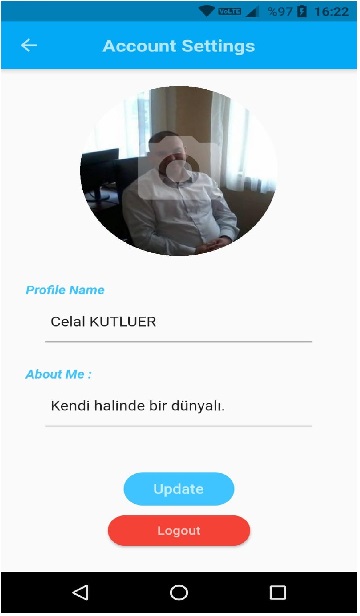 VoLTE %97 16:22
Account Settings
Profile Name
Celal KUTLUER
About Me :
Kendi halinde bir dünyalı.
Update
Logout